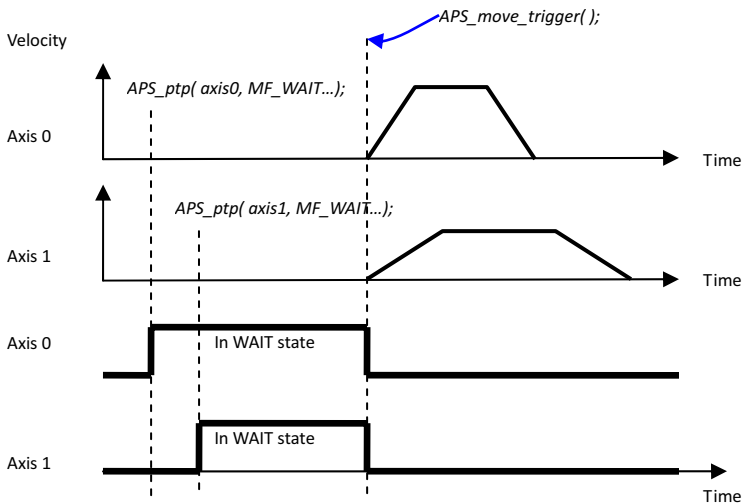 APS_move_trigger( );
Velocity
APS_ptp( axis0, MF_WAIT...);
Axis 0
Time
APS_ptp( axis1, MF_WAIT...);
Axis 1
Time
Axis 0
In WAIT state
In WAIT state
Axis 1
Time